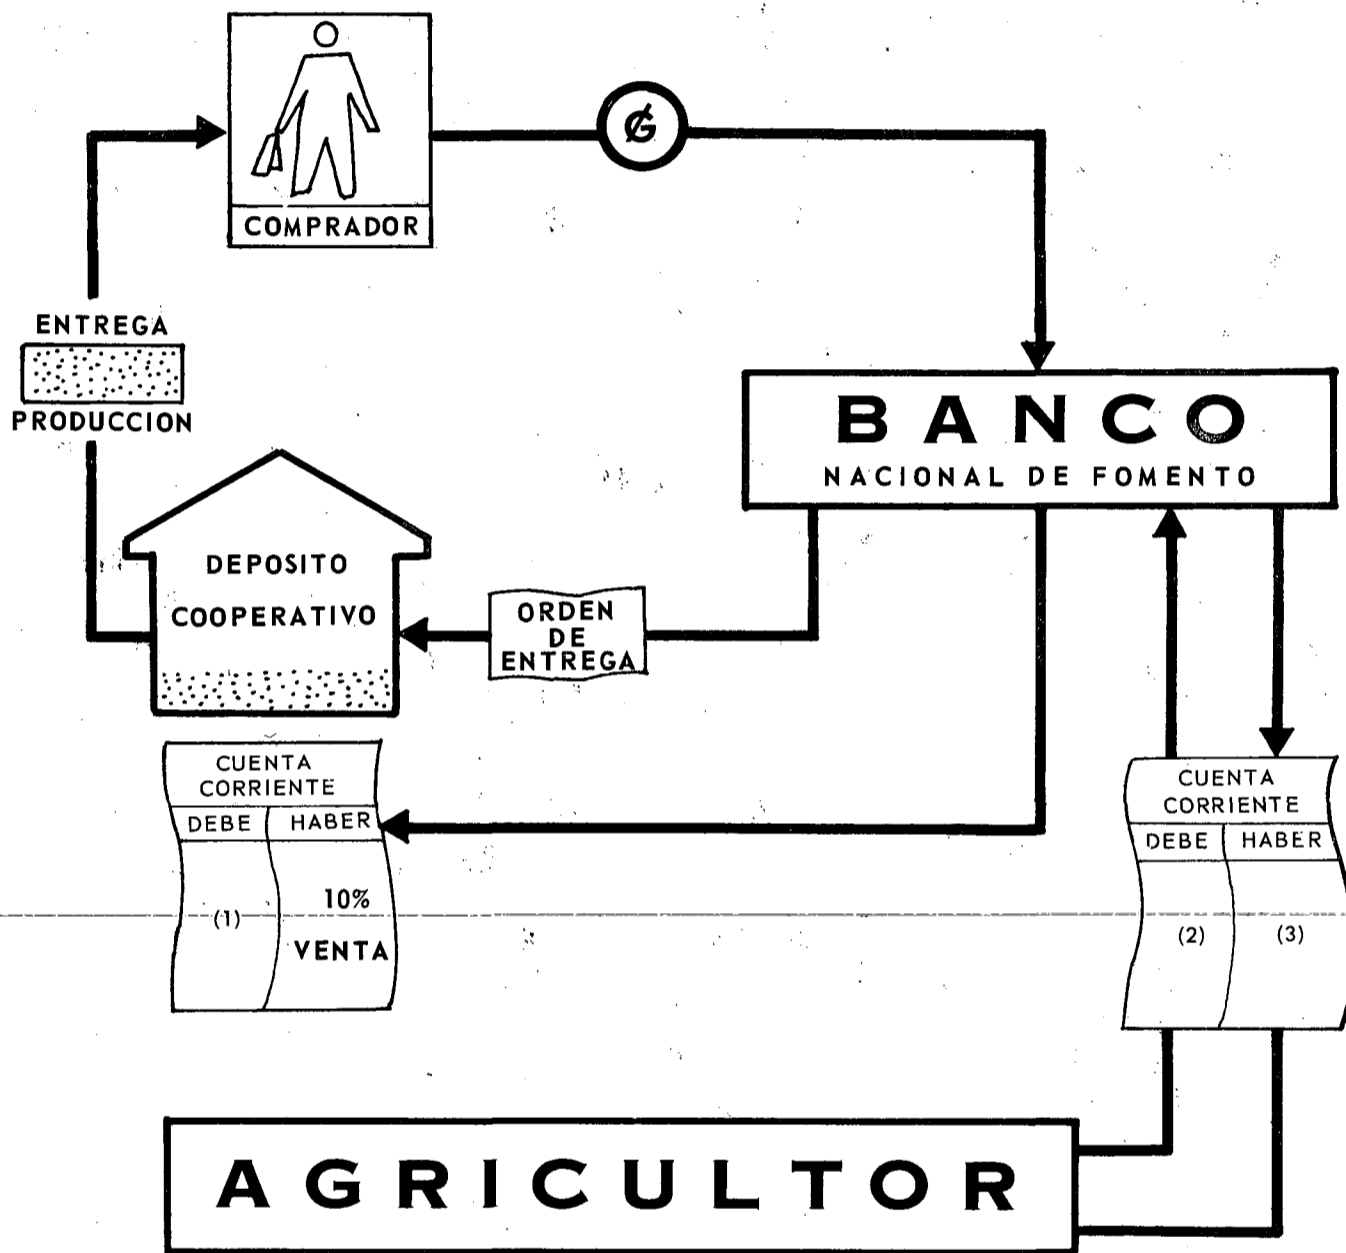 COMPRADOR
₲
ENTREGA
PRODUCCION
BANCO
NACIONAL DE FOMENTO
DEPOSITO
COOPERATIVO
ORDEN
DE
ENTREGA
CUENTA
CORRIENTE
DEBE HABER
(1)
10%
VENTA
CUENTA
CORRIENTE
DEBE HABER
(2) (3)
AGRICULTOR